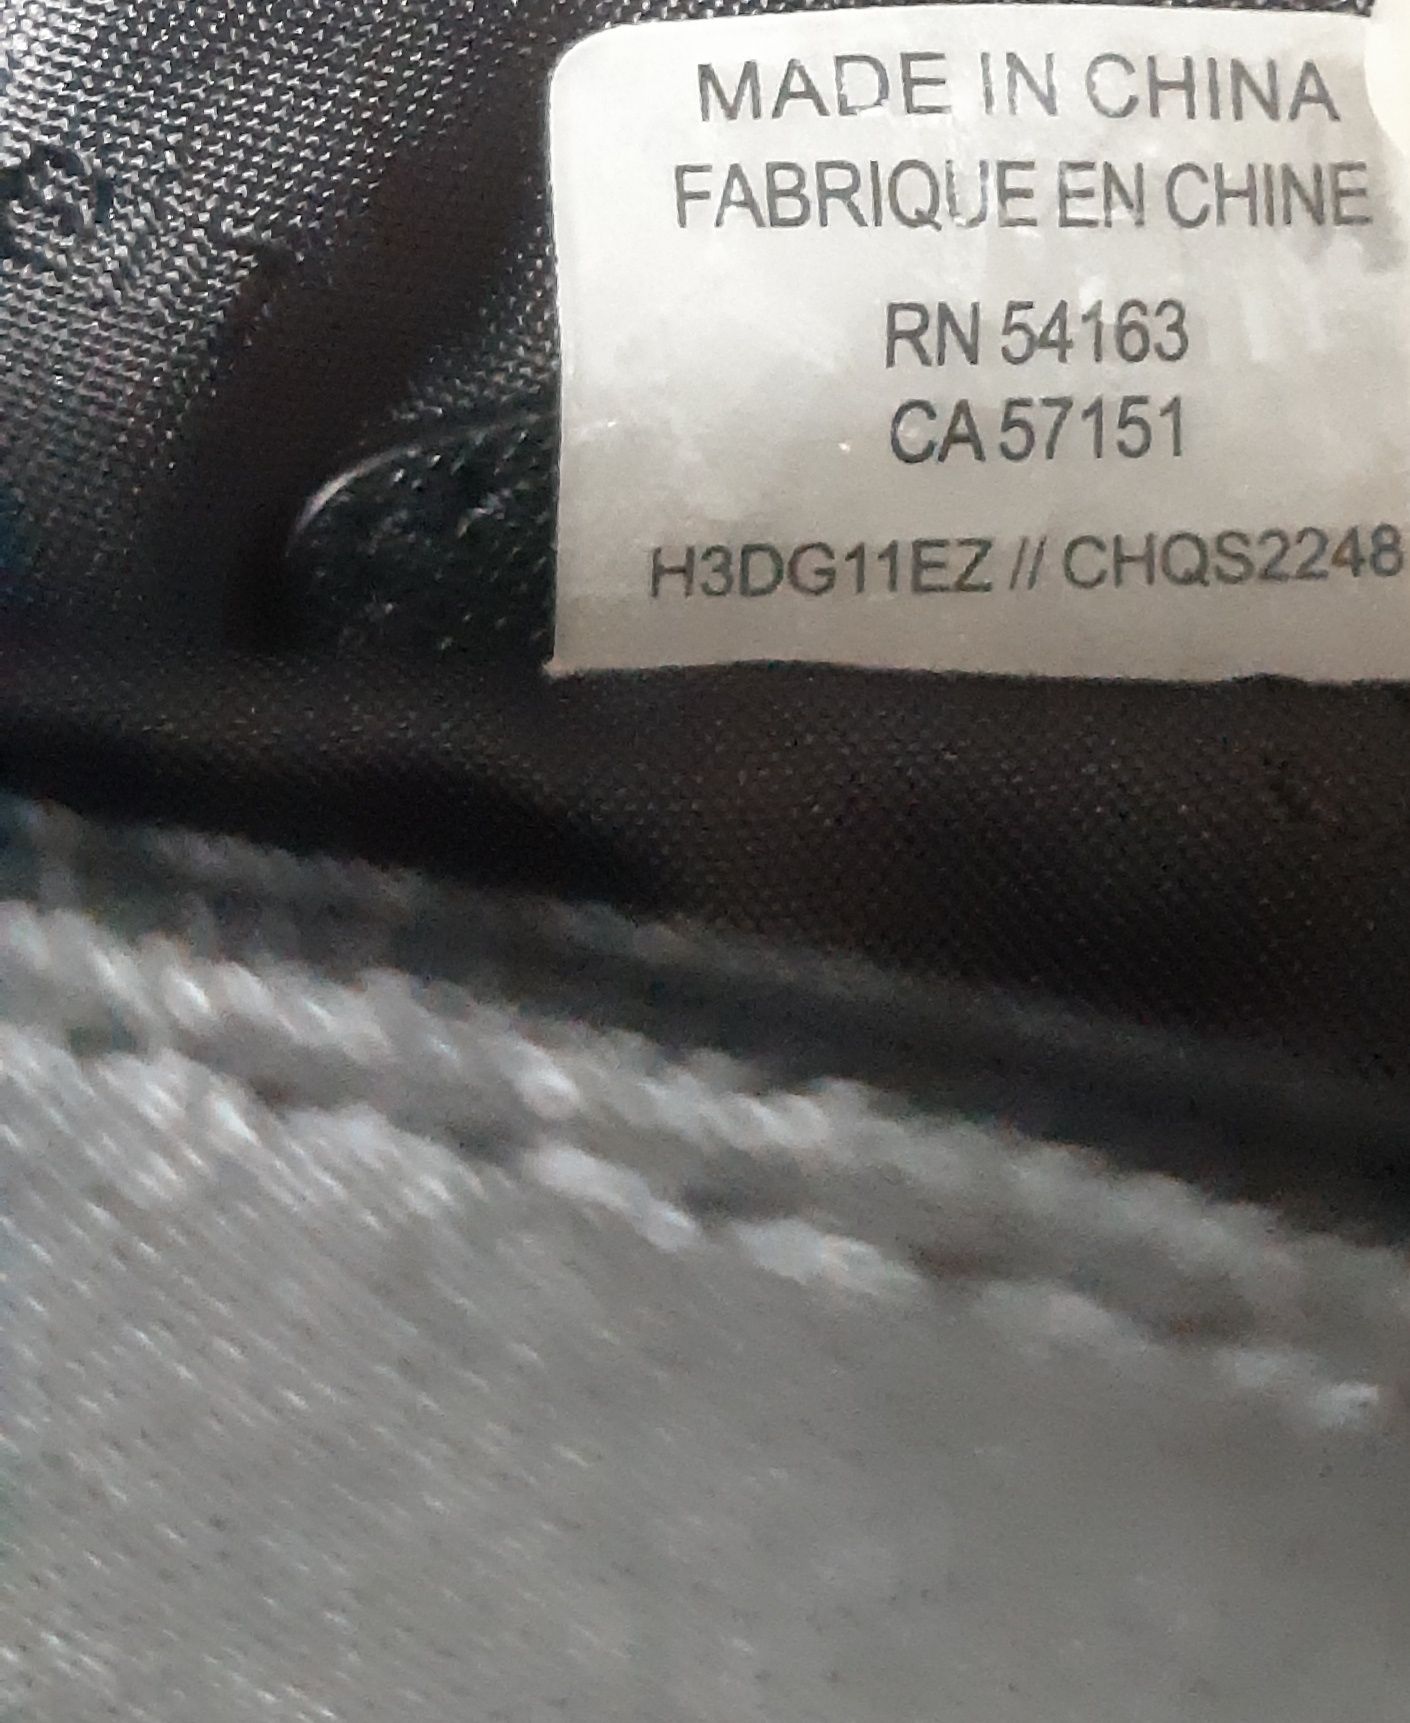 MADE IN CHINA
FABRIQUE EN CHINE
RN 54163
CA 57151
H3DG11EZ // CHQS2248